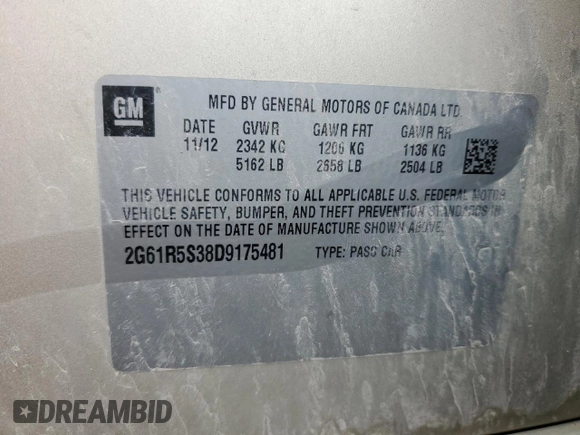 GM
MFD BY GENERAL MOTORS OF CANADA LTD.
DATE GVWR GAWR FRT GAWR RR
11/12 2342 KG 1206 KG 1136 KG
5162 LB 2658 LB 2504 LB
THIS VEHICLE CONFORMS TO ALL APPLICABLE U.S. FEDERAL MOTOR
VEHICLE SAFETY, BUMPER, AND THEFT PREVENTION STANDARDS IN
EFFECT ON THE DATE OF MANUFACTURE SHOWN ABOVE.
2G61R5S38D9175481 TYPE: PASS CAR
DREAMBID